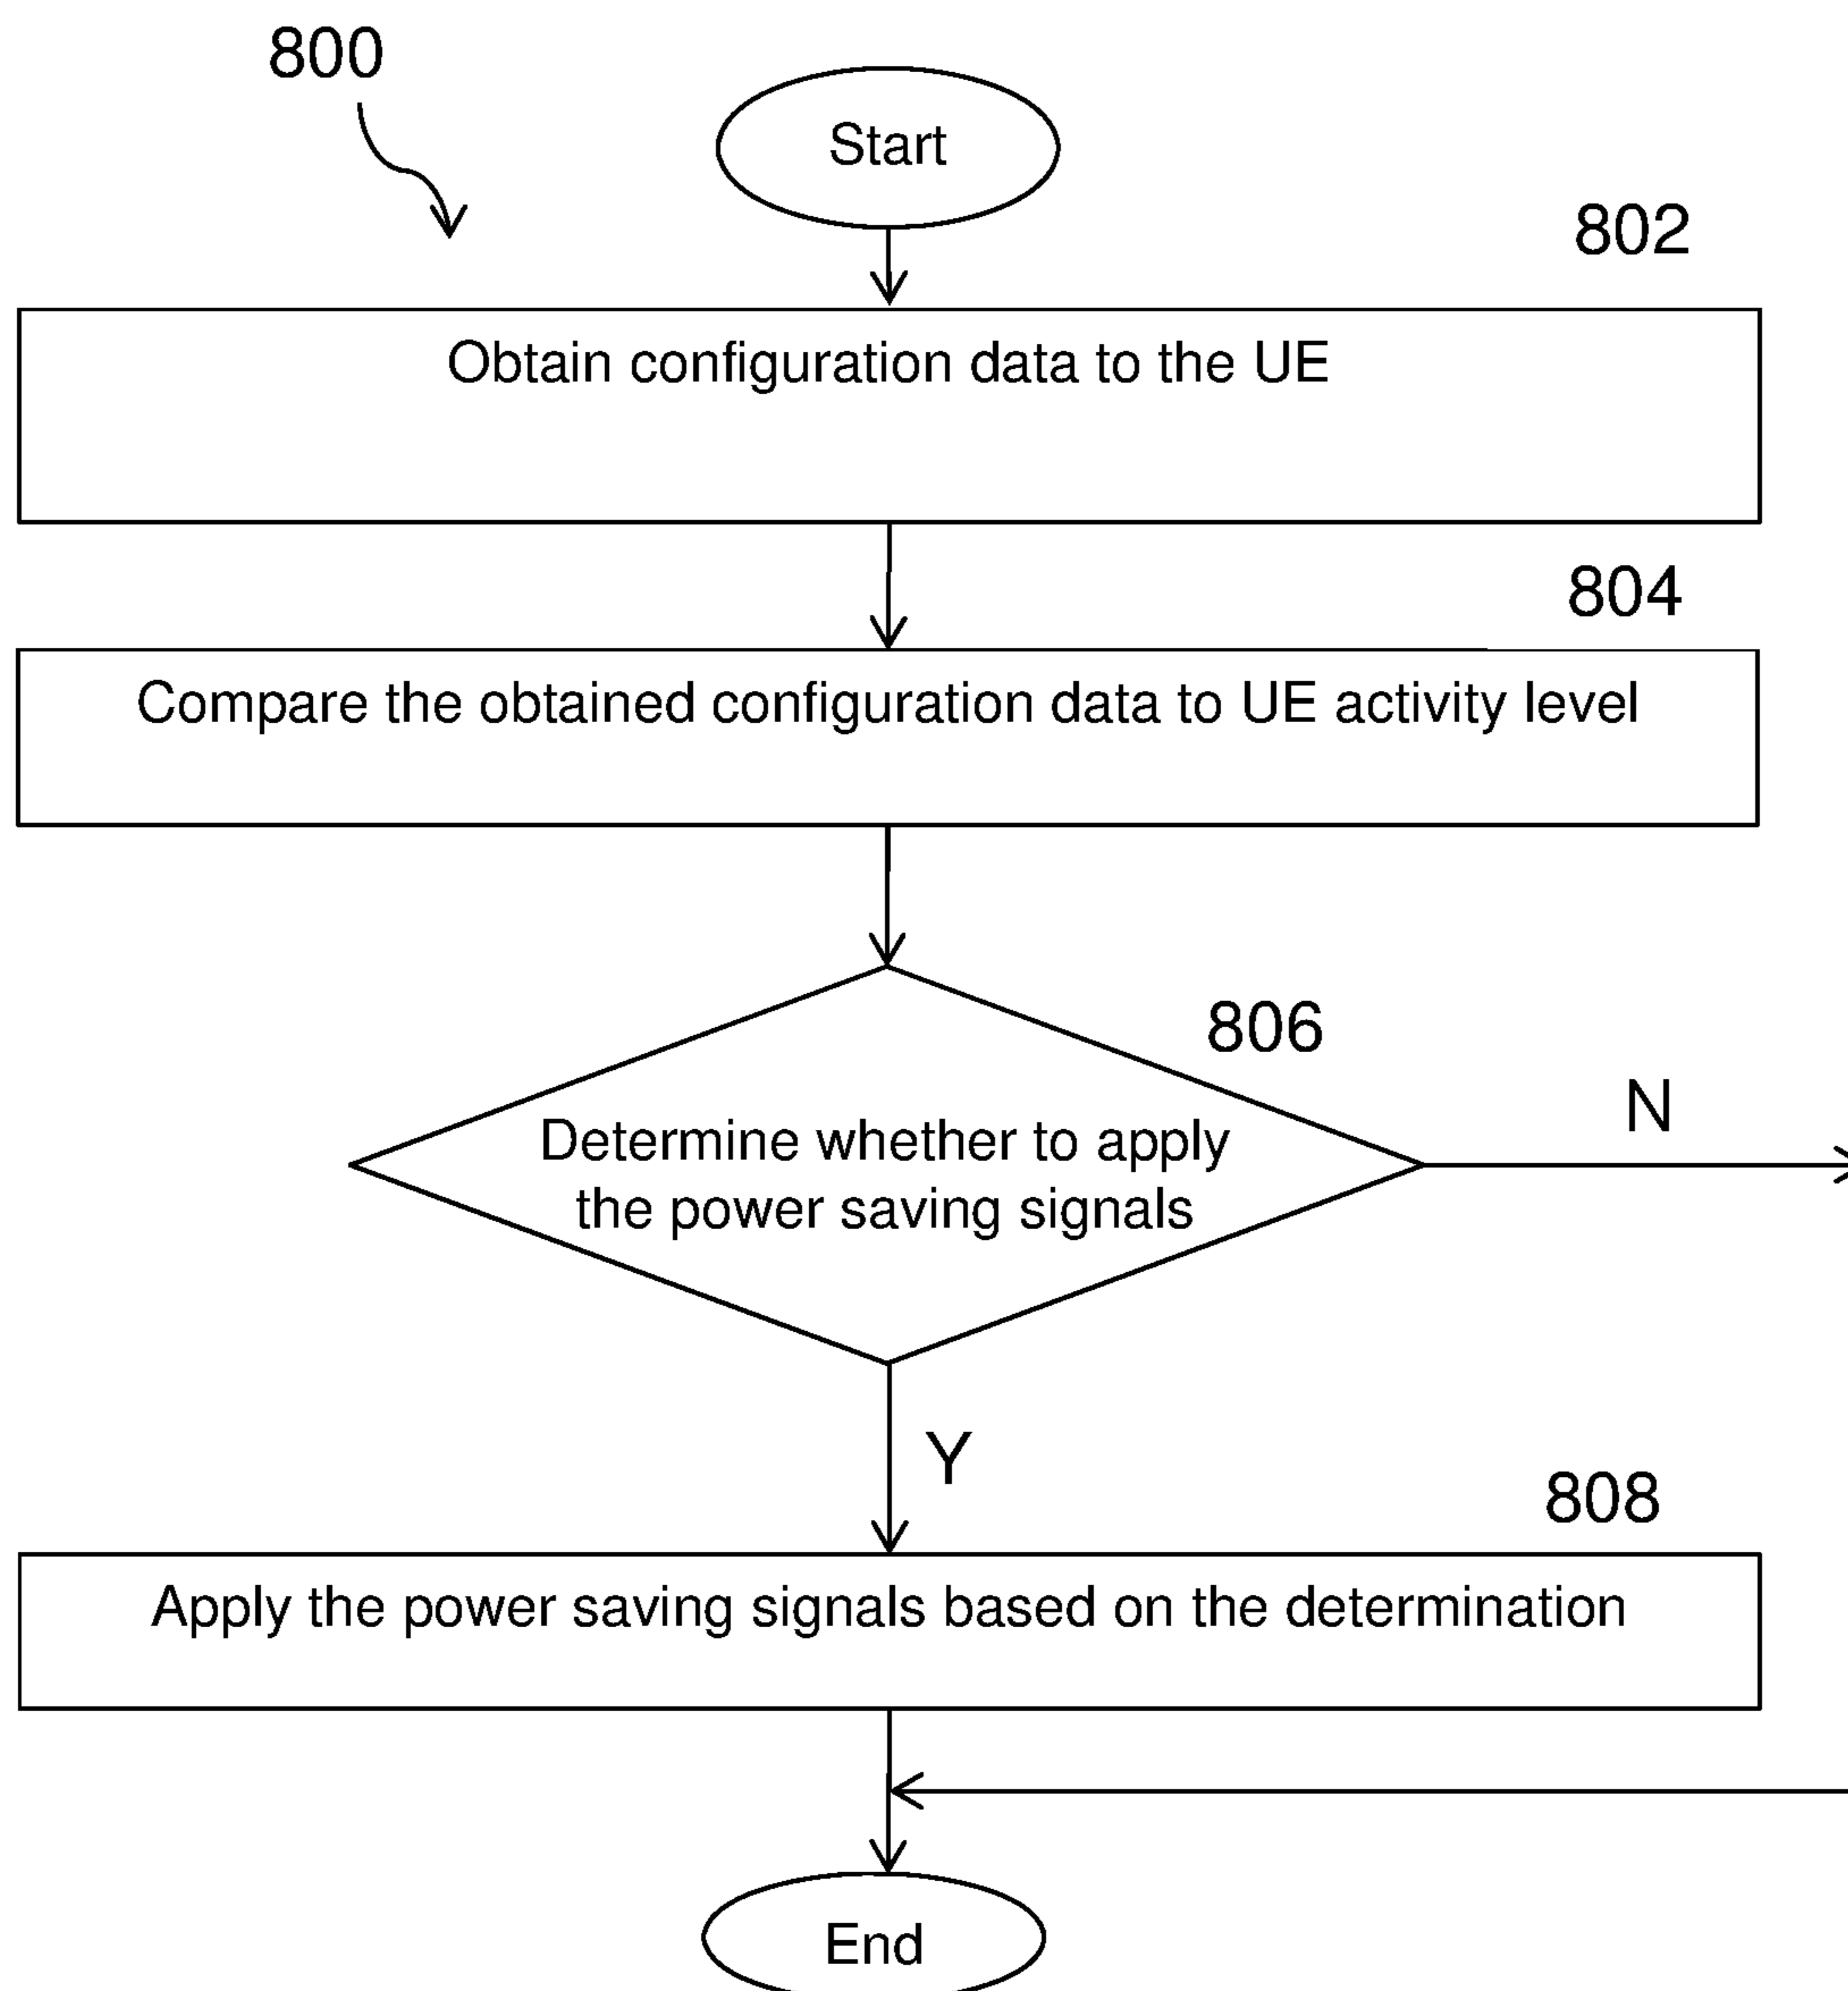 800
Start
802
Obtain configuration data to the UE
804
Compare the obtained configuration data to UE activity level
806
N
Determine whether to apply
the power saving signals
Y
808
Apply the power saving signals based on the determination
End